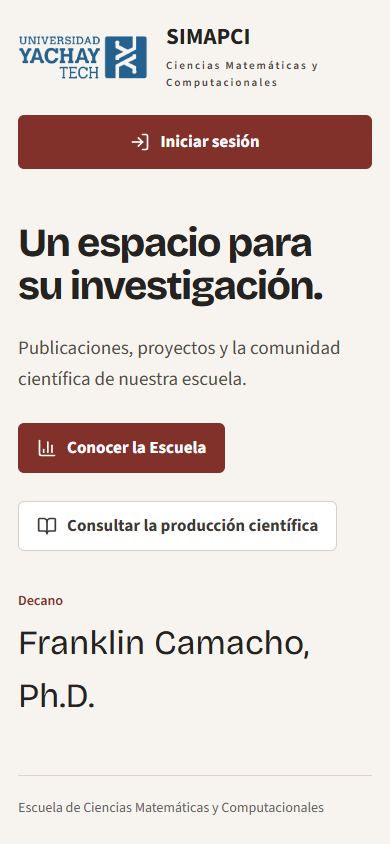 UNIVERSIDAD
YACHAY
TECH
SIMAPCI
Ciencias Matemáticas y
Computacionales
Iniciar sesión
Un espacio para
su investigación.
Publicaciones, proyectos y la comunidad
científica de nuestra escuela.
Conocer la Escuela
Consultar la producción científica
Decano
Franklin Camacho,
Ph.D.
Escuela de Ciencias Matemáticas y Computacionales